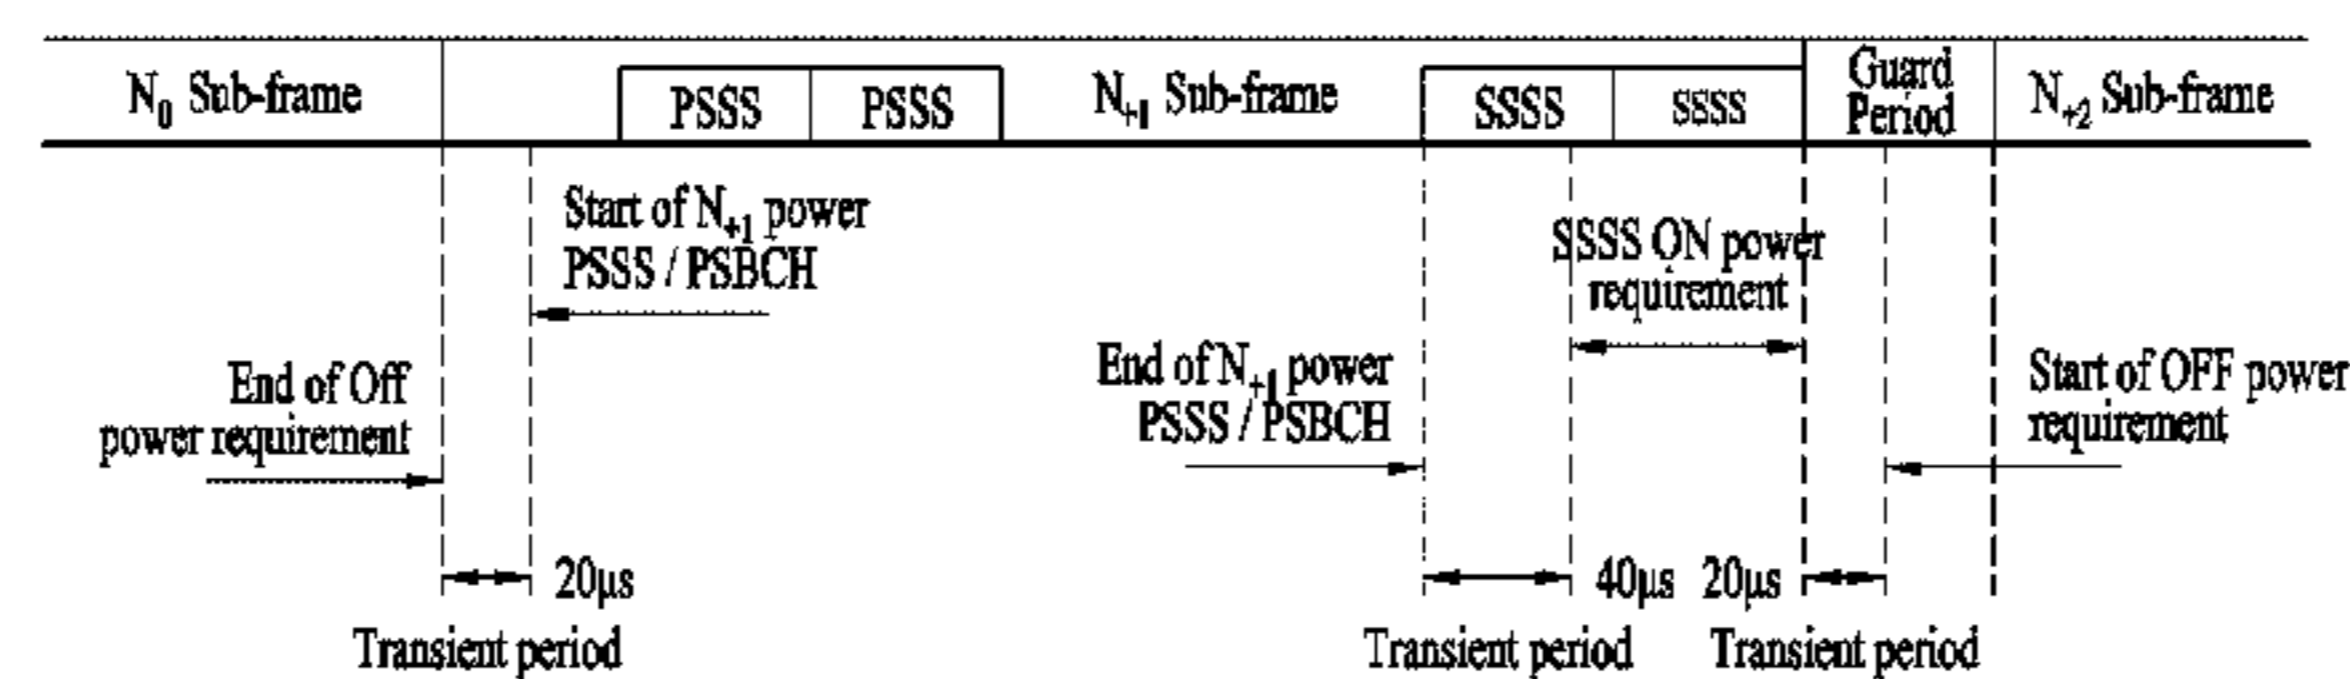 N0 Sub-frame
PSSS
PSSS
N+1 Sub-frame
SSSS
SSSS
Guard
Period
N+2 Sub-frame
Start of N+1 power
PSSS / PSBCH
SSSS ON power
requirement
End of Off
power requirement
End of N+1 power
PSSS / PSBCH
Start of OFF power
requirement
20μs
40μs
20μs
Transient period
Transient period
Transient period